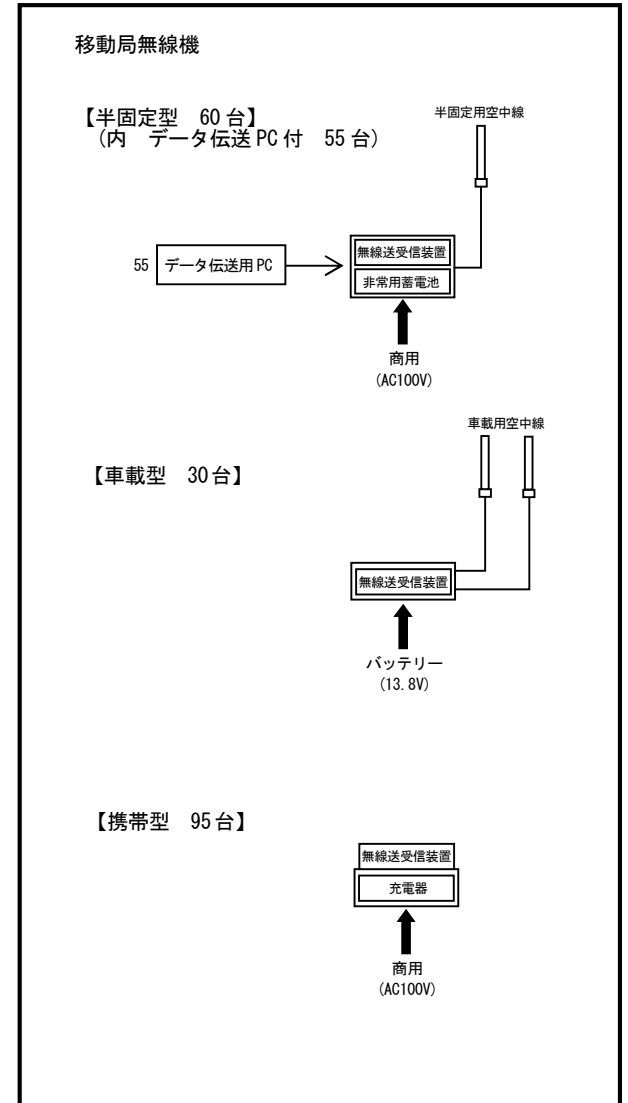 移動局無線機
【半固定型　60台】
（内　データ伝送PC付　55台）
半固定用空中線
55
データ伝送用PC
無線送受信装置
非常用蓄電池
商用
(AC100V)
車載用空中線
【車載型　30台】
無線送受信装置
バッテリー
(13.8V)
【携帯型　95台】
無線送受信装置
充電器
商用
(AC100V)